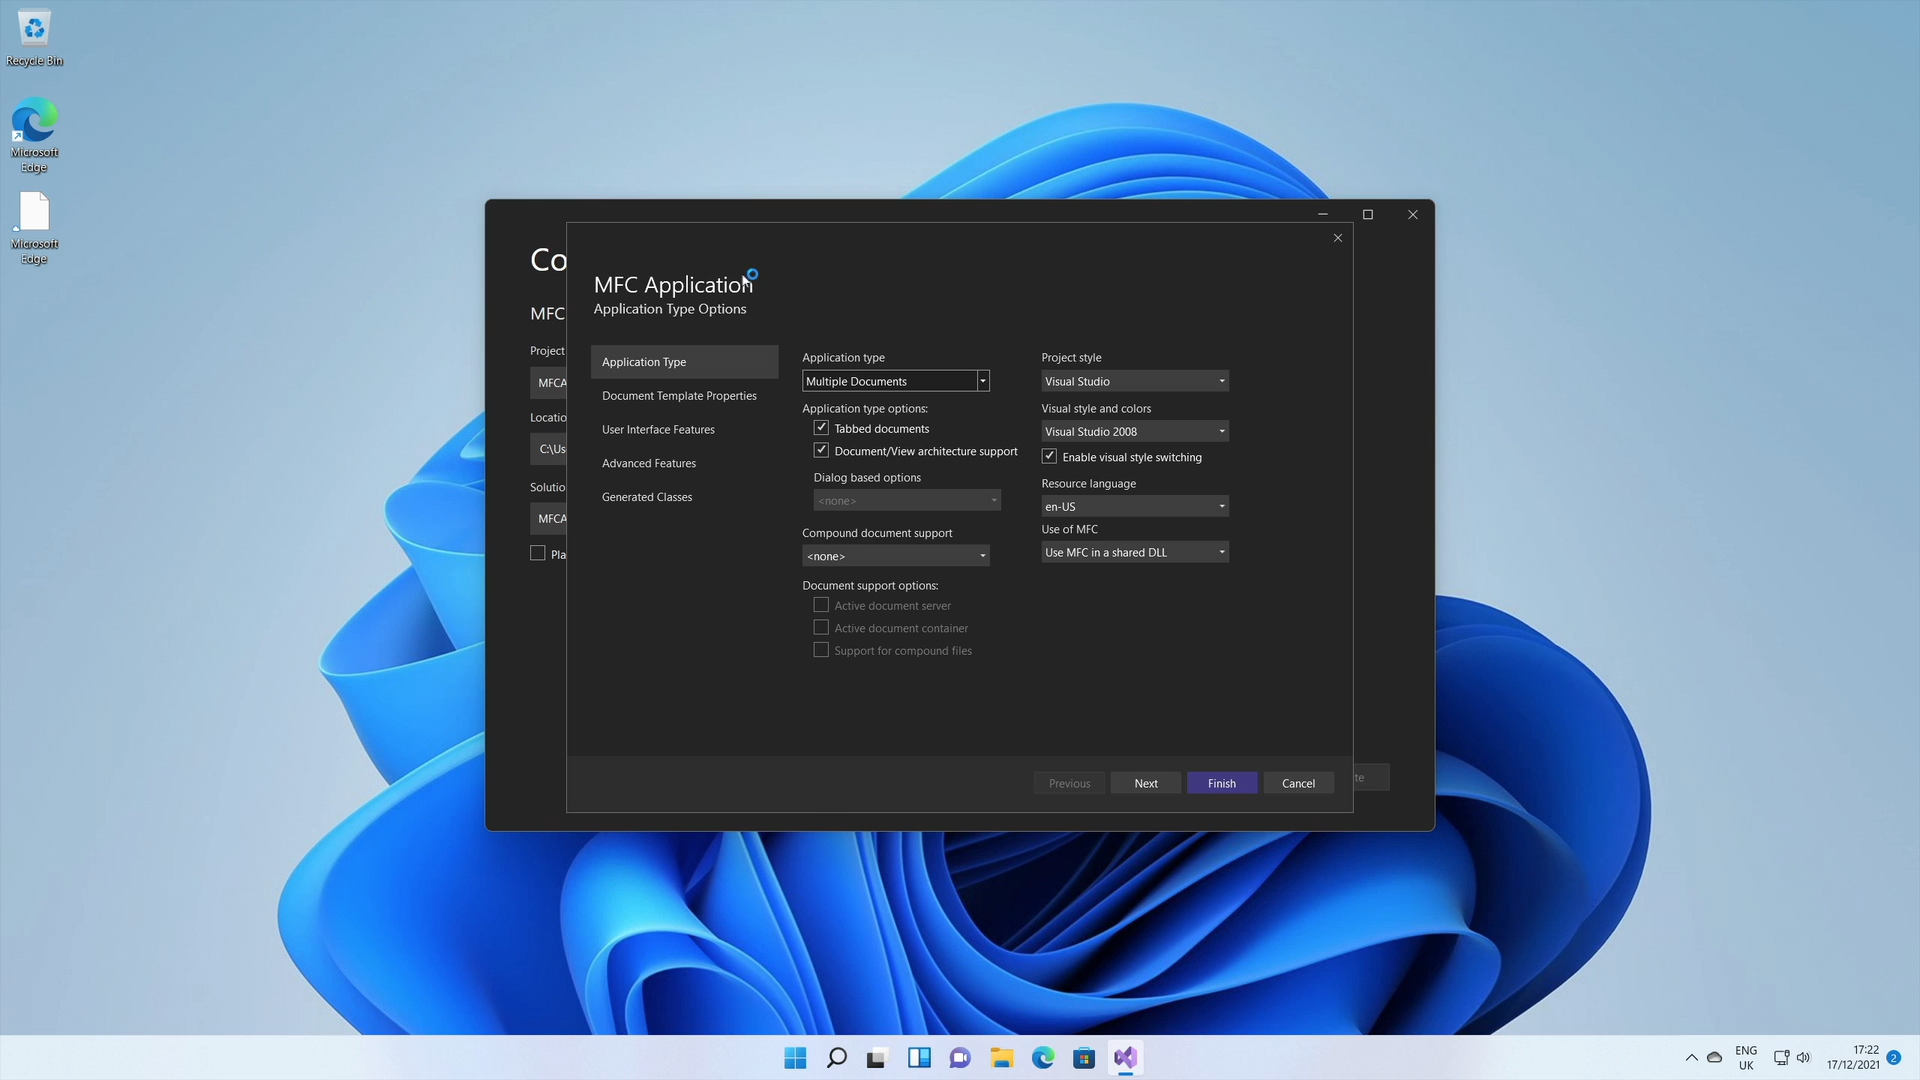 Recycle Bin
Microsoft
Edge
Microsoft
Edge
Co
MFC
Project
MFCA
Locatio
C:\Us
Solutio
MFCA
Pla
te
MFC Application
Application Type Options
Application Type
Document Template Properties
User Interface Features
Advanced Features
Generated Classes
Application type
Multiple Documents
Application type options:
Tabbed documents
Document/View architecture support
Dialog based options
<none>
Compound document support
<none>
Document support options:
Active document server
Active document container
Support for compound files
Project style
Visual Studio
Visual style and colors
Visual Studio 2008
Enable visual style switching
Resource language
en-US
Use of MFC
Use MFC in a shared DLL
Previous
Next
Finish
Cancel
ENG
UK
17:22
17/12/2021
2